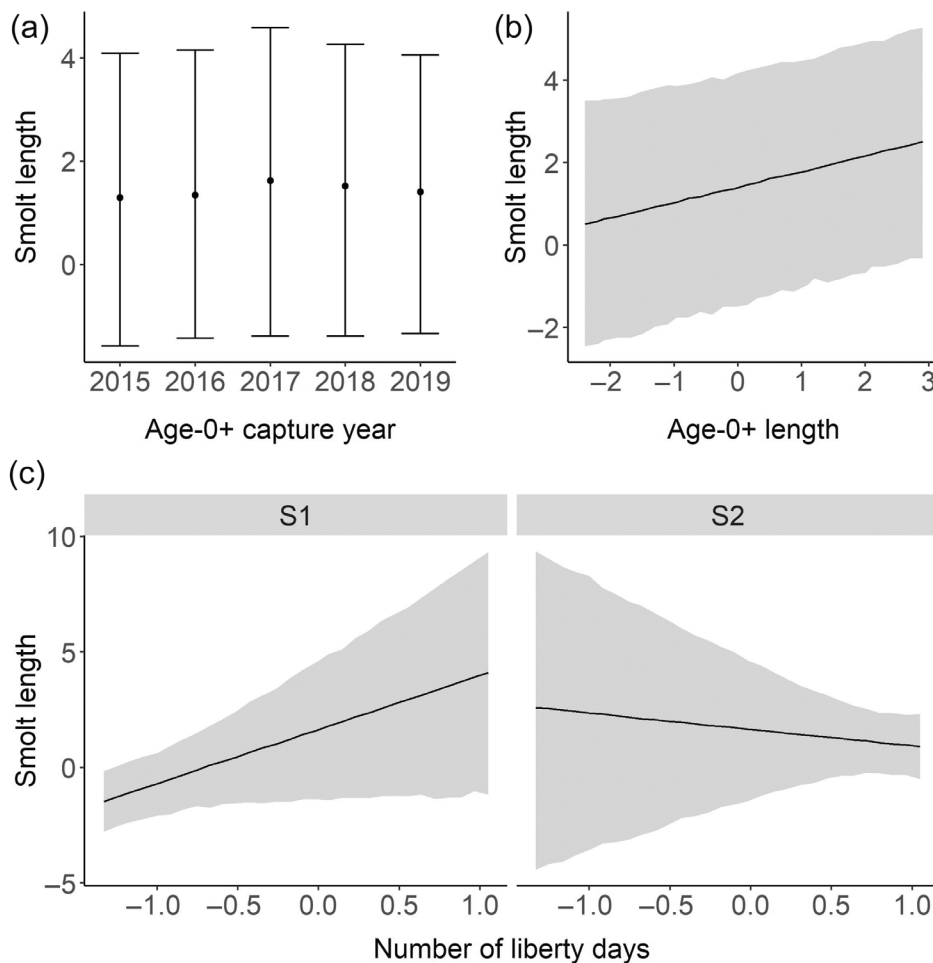 (a)
Smolt length
4
2
0
2015 2016 2017 2018 2019
Age-0+ capture year
(b)
Smolt length
4
2
0
−2
−2 −1 0 1 2 3
Age-0+ length
(c)
S1 S2
Smolt length
10
5
0
−5
−1.0 −0.5 0.0 0.5 1.0 −1.0 −0.5 0.0 0.5 1.0
Number of liberty days